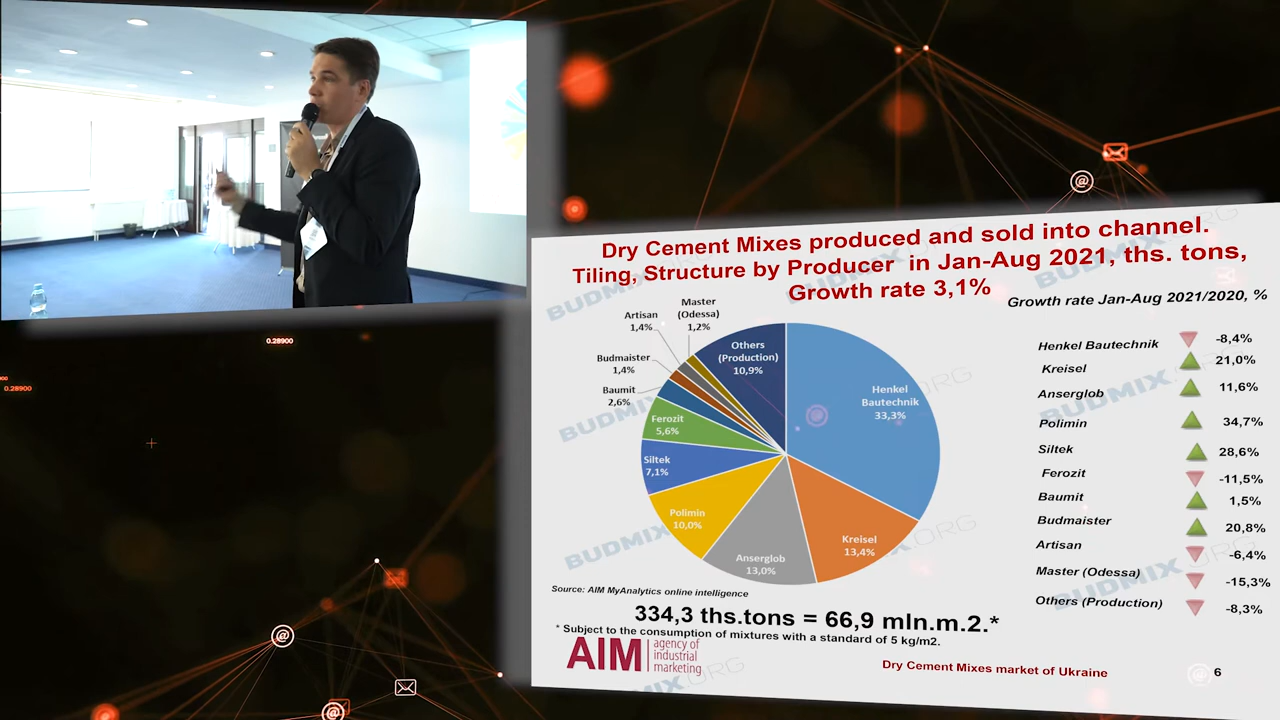 Dry Cement Mixes produced and sold into channel.
Tiling, Structure by Producer in Jan-Aug 2021, ths. tons,
Growth rate 3,1%
Growth rate Jan-Aug 2021/2020, %
Master
(Odessa)
1,2%
Artisan
1,4%
Budmaister
1,4%
Baumit
2,6%
Ferozit
5,6%
Siltek
7,1%
Polimin
10,0%
Anserglob
13,0%
Kreisel
13,4%
Henkel
Bautechnik
33,3%
Others
(Production)
10,9%
Henkel Bautechnik -8,4%
Kreisel 21,0%
Anserglob 11,6%
Polimin 34,7%
Siltek 28,6%
Ferozit -11,5%
Baumit 1,5%
Budmaister 20,8%
Artisan -6,4%
Master (Odessa) -15,3%
Others (Production) -8,3%
Source: AIM MyAnalytics online intelligence
334,3 ths.tons = 66,9 mln.m.2.*
* Subject to the consumption of mixtures with a standard of 5 kg/m2.
AIM
agency of
industrial
marketing
Dry Cement Mixes market of Ukraine
6
BUDMIX.ORG
0.28900
0.28900